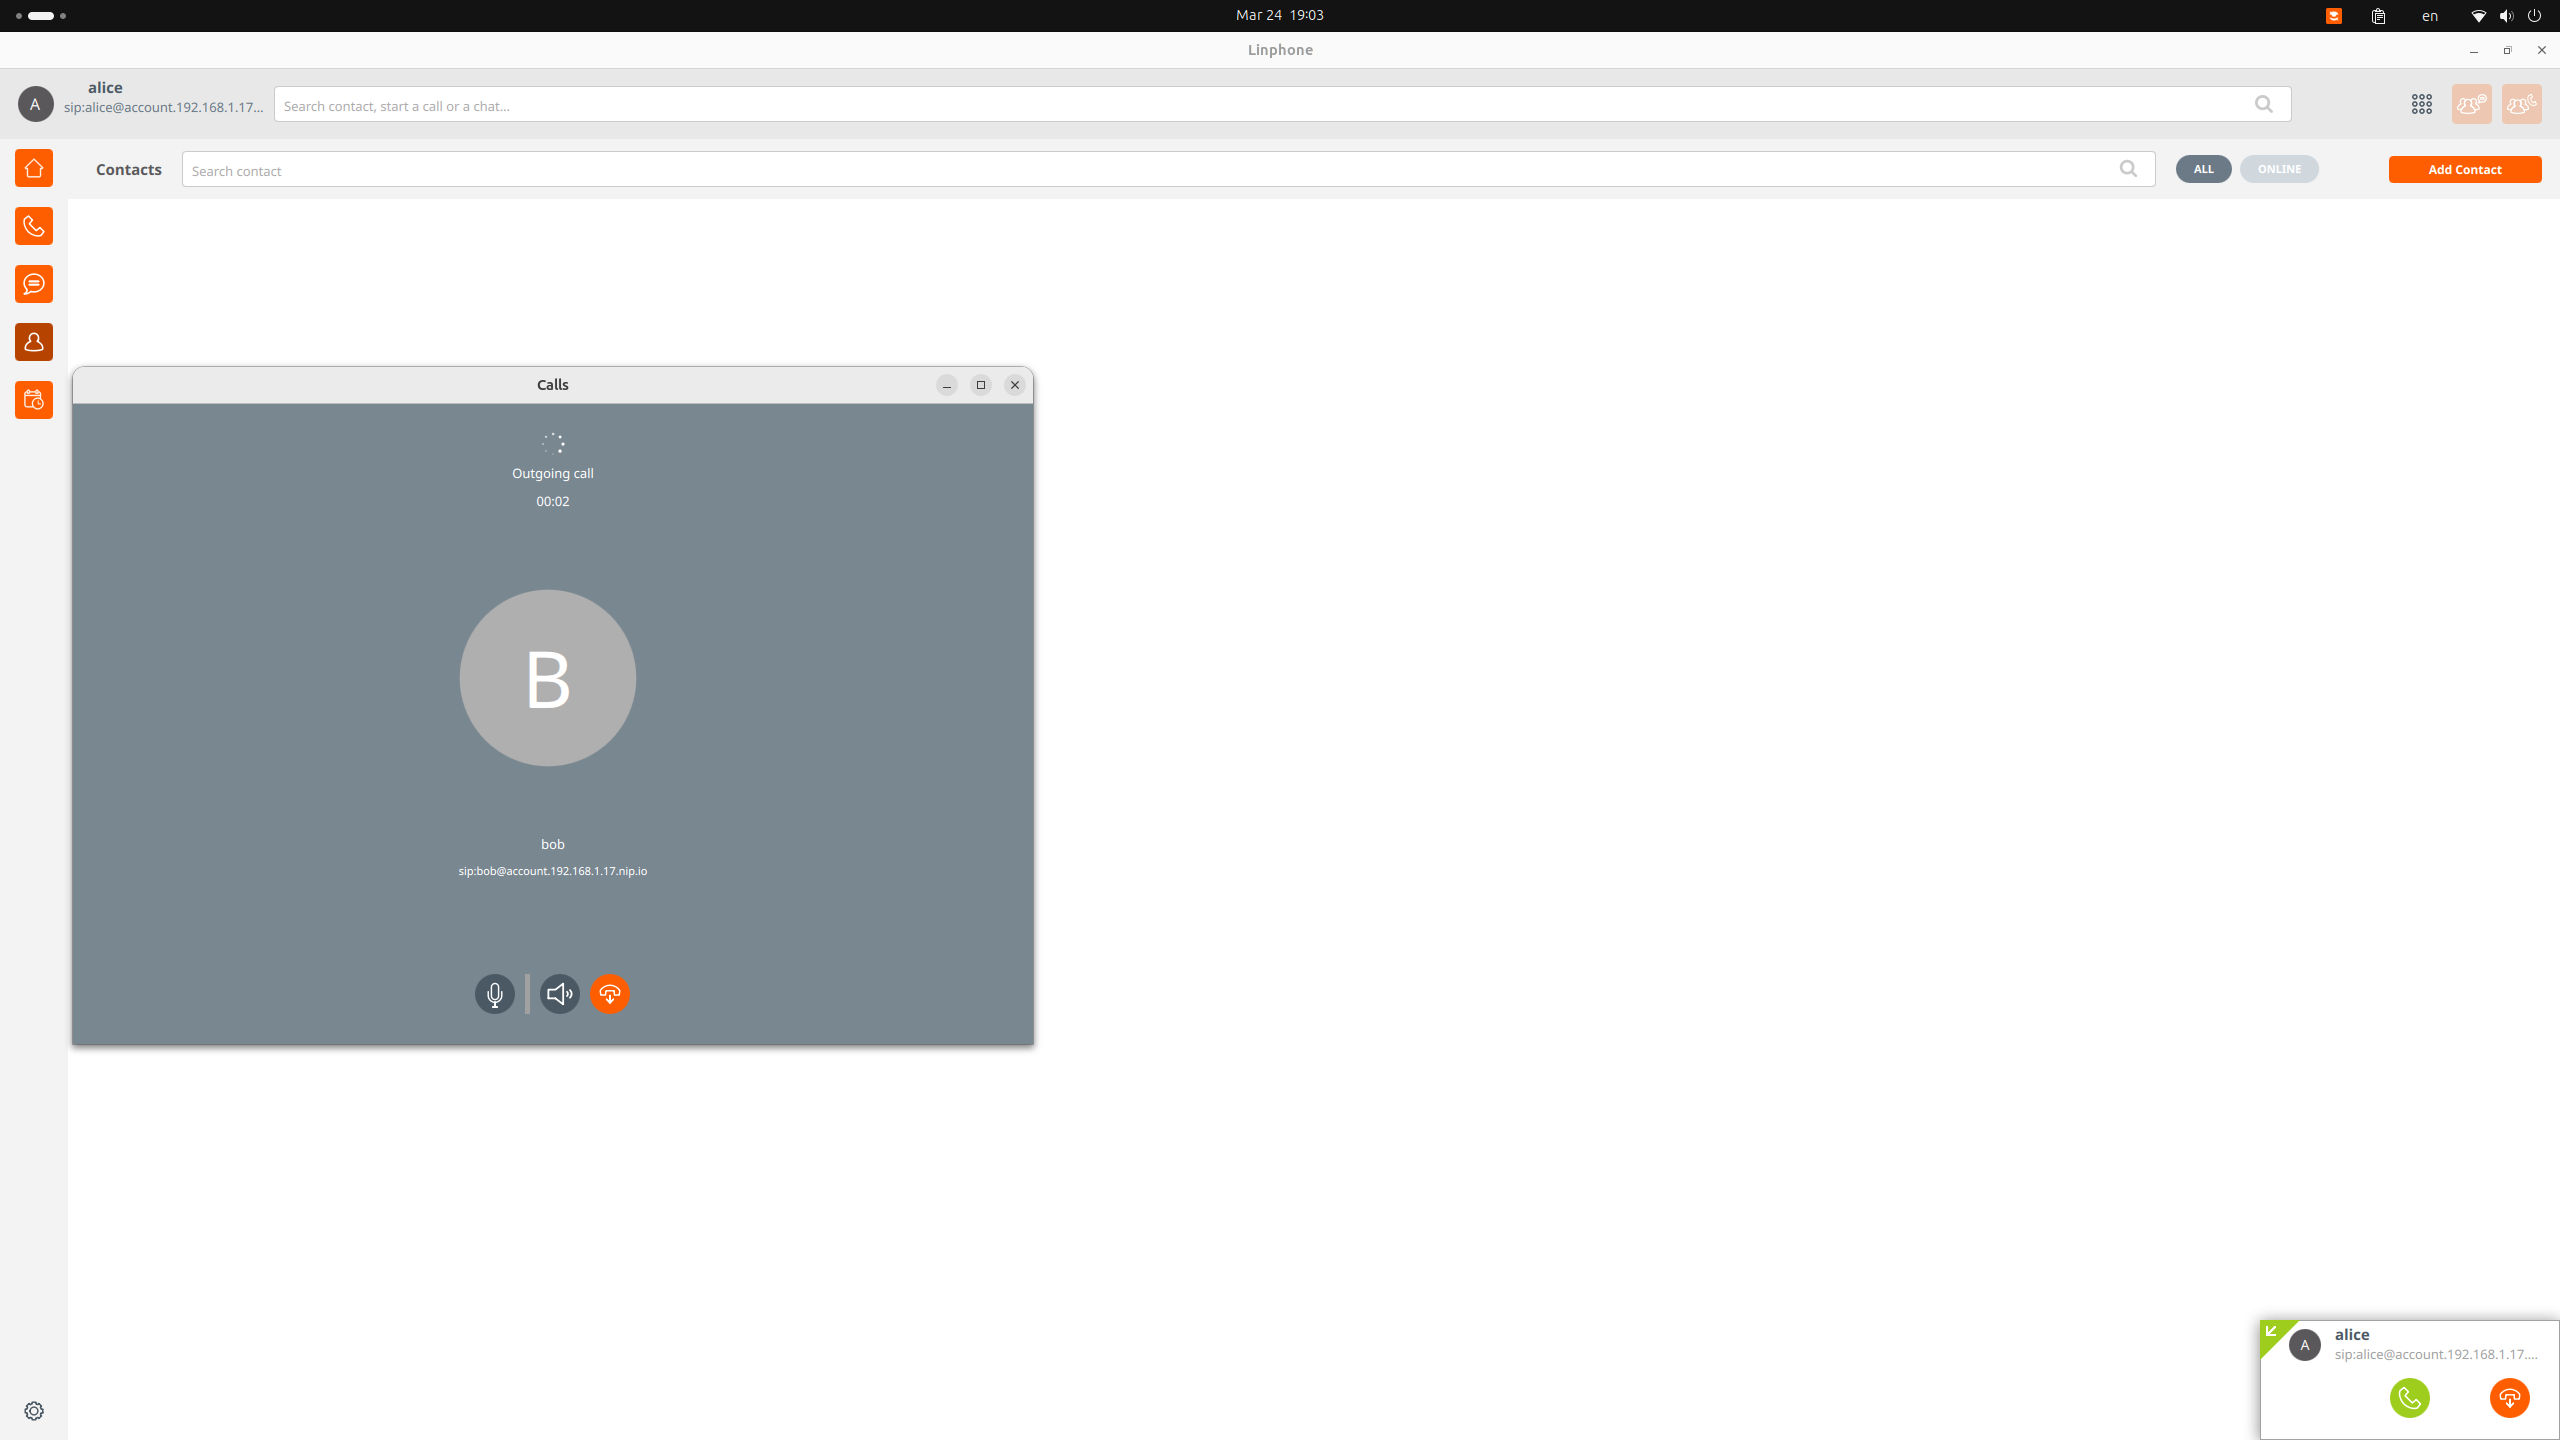 Mar 24 19:03
en
Linphone
A
alice
sip:alice@account.192.168.1.17...
Search contact, start a call or a chat...
Contacts
Search contact
ALL
ONLINE
Add Contact
Calls
Outgoing call
00:02
B
bob
sip:bob@account.192.168.1.17.nip.io
A
alice
sip:alice@account.192.168.1.17....